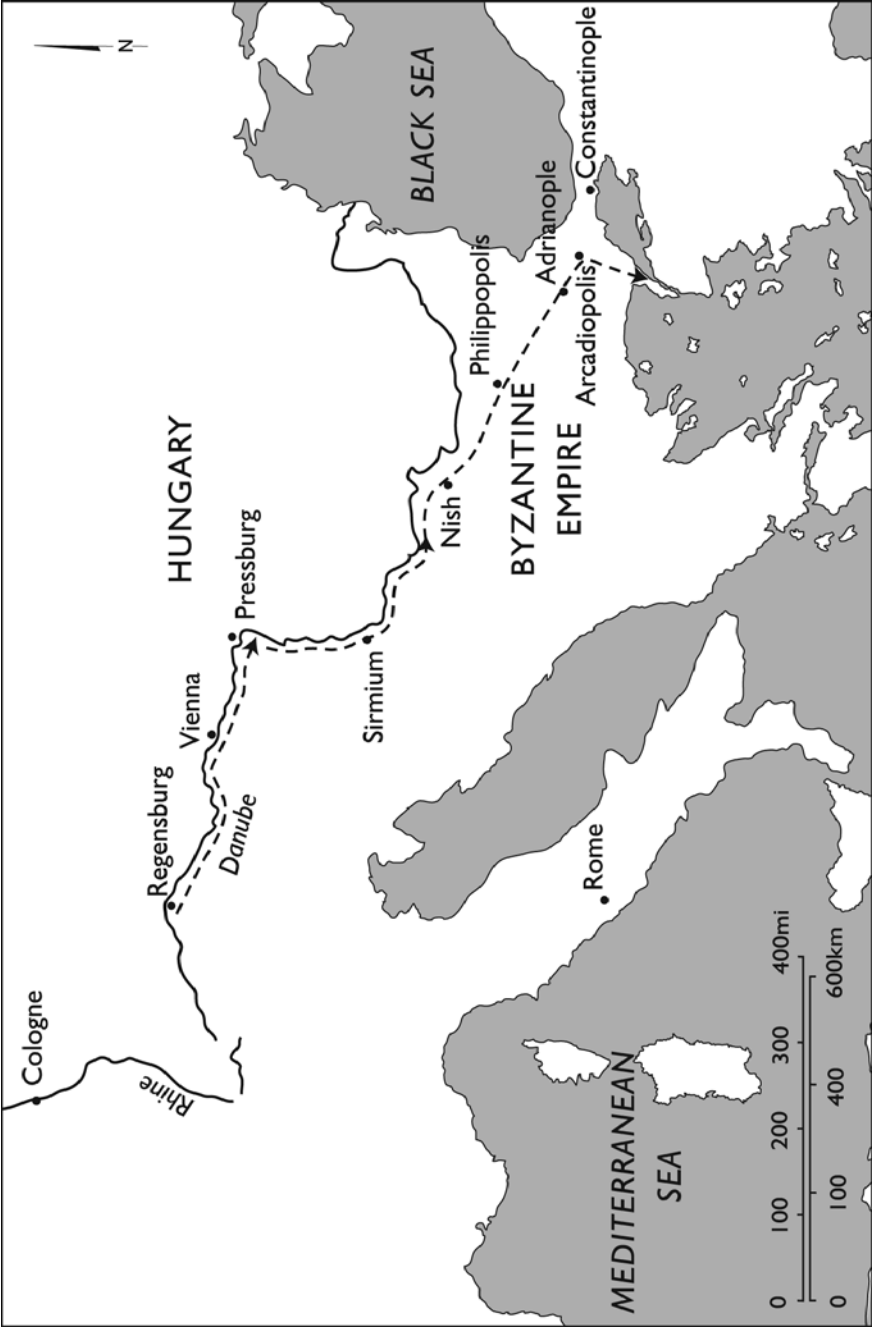 N
Cologne
Rhine
Regensburg
Danube
Vienna
Pressburg
HUNGARY
BLACK SEA
Sirmium
Nish
Philippopolis
Adrianople
Constantinople
Arcadiopolis
BYZANTINE
EMPIRE
Rome
MEDITERRANEAN
SEA
0 100 200 300 400mi
0 100 400 600km